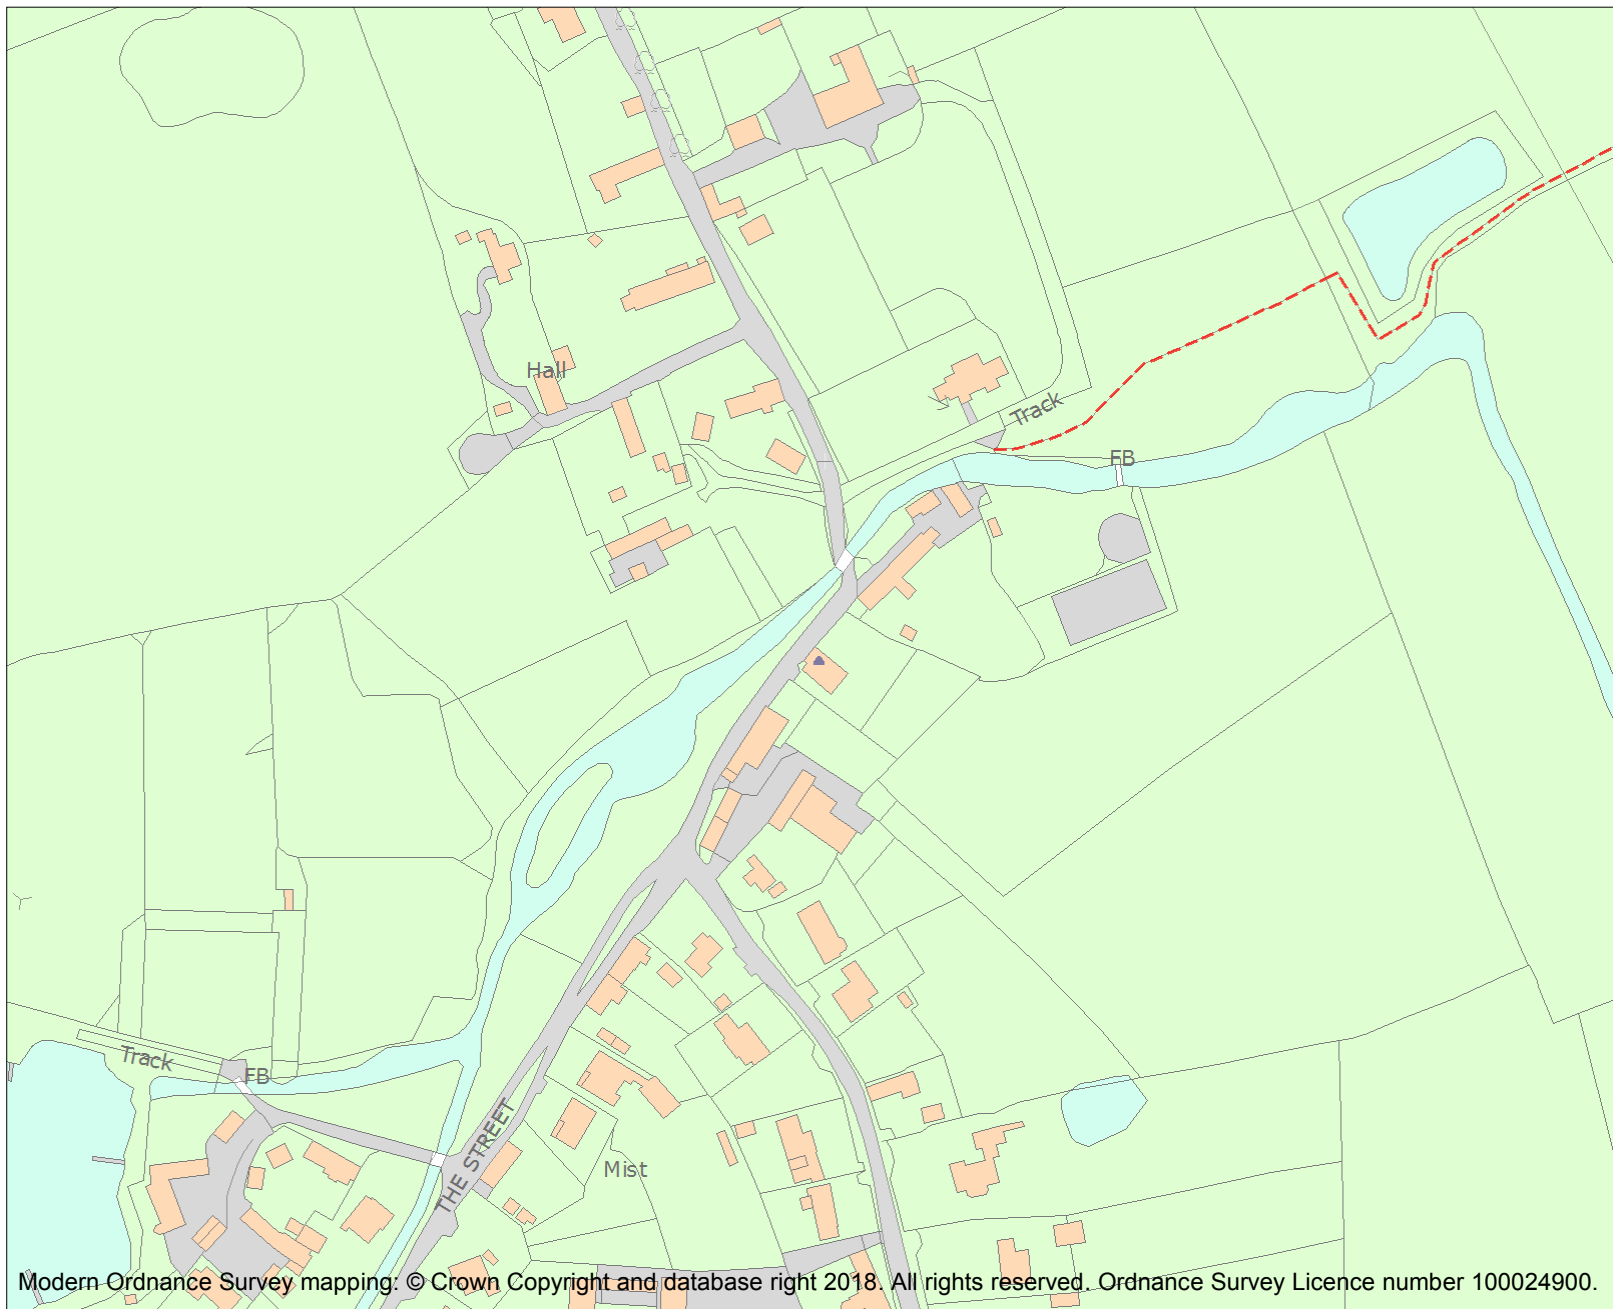 Hall
Track
FB
Track
FB
THE STREET
Mist
Modern Ordnance Survey mapping: © Crown Copyright and database right 2018. All rights reserved. Ordnance Survey Licence number 100024900.